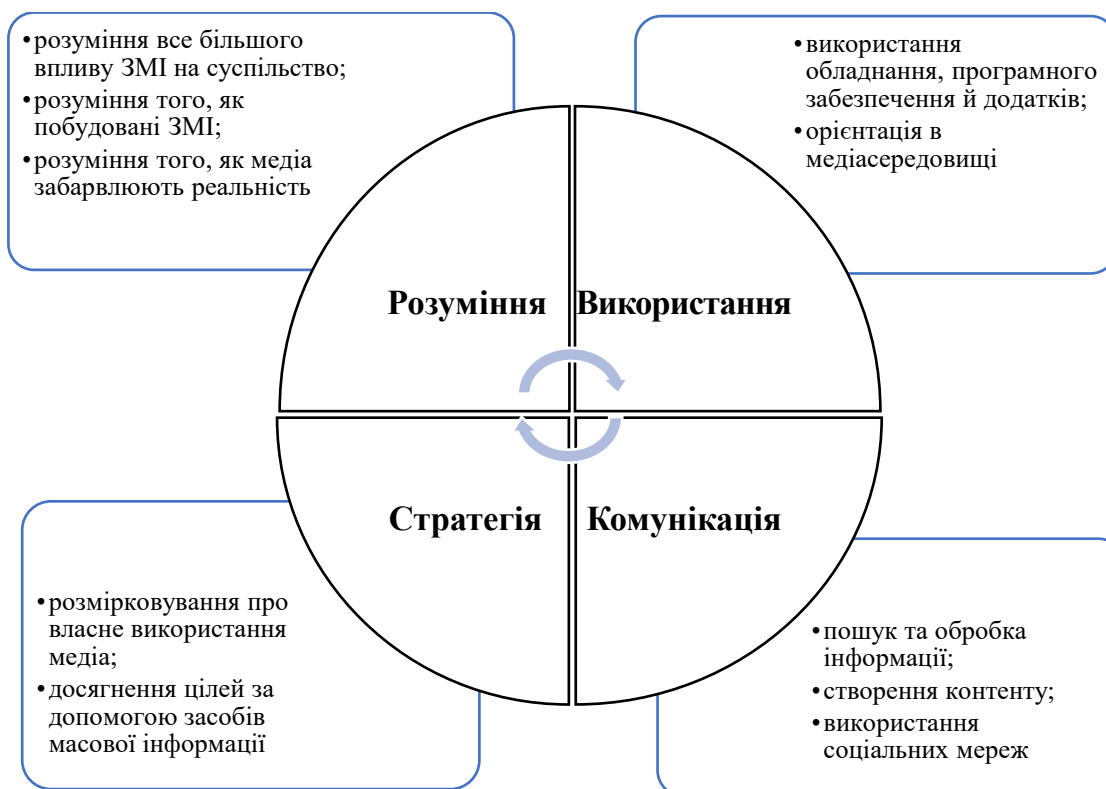 •розуміння все більшого
впливу ЗМІ на суспільство;
•розуміння того, як
побудовані ЗМІ;
•розуміння того, як медіа
забарвлюють реальність
•використання
обладнання, програмного
забезпечення й додатків;
•орієнтація в
медіасередовищі
Розуміння
Використання
Стратегія
Комунікація
•розмірковування про
власне використання
медіа;
•досягнення цілей за
допомогою засобів
масової інформації
•пошук та обробка
інформації;
•створення контенту;
•використання
соціальних мереж